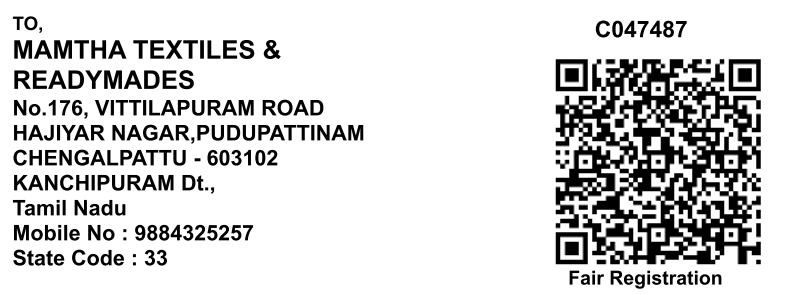 TO,
MAMTHA TEXTILES &
READYMADES
No.176, VITTILAPURAM ROAD
HAJIYAR NAGAR,PUDUPATTINAM
CHENGALPATTU - 603102
KANCHIPURAM Dt.,
Tamil Nadu
Mobile No : 9884325257
State Code : 33
C047487
Fair Registration